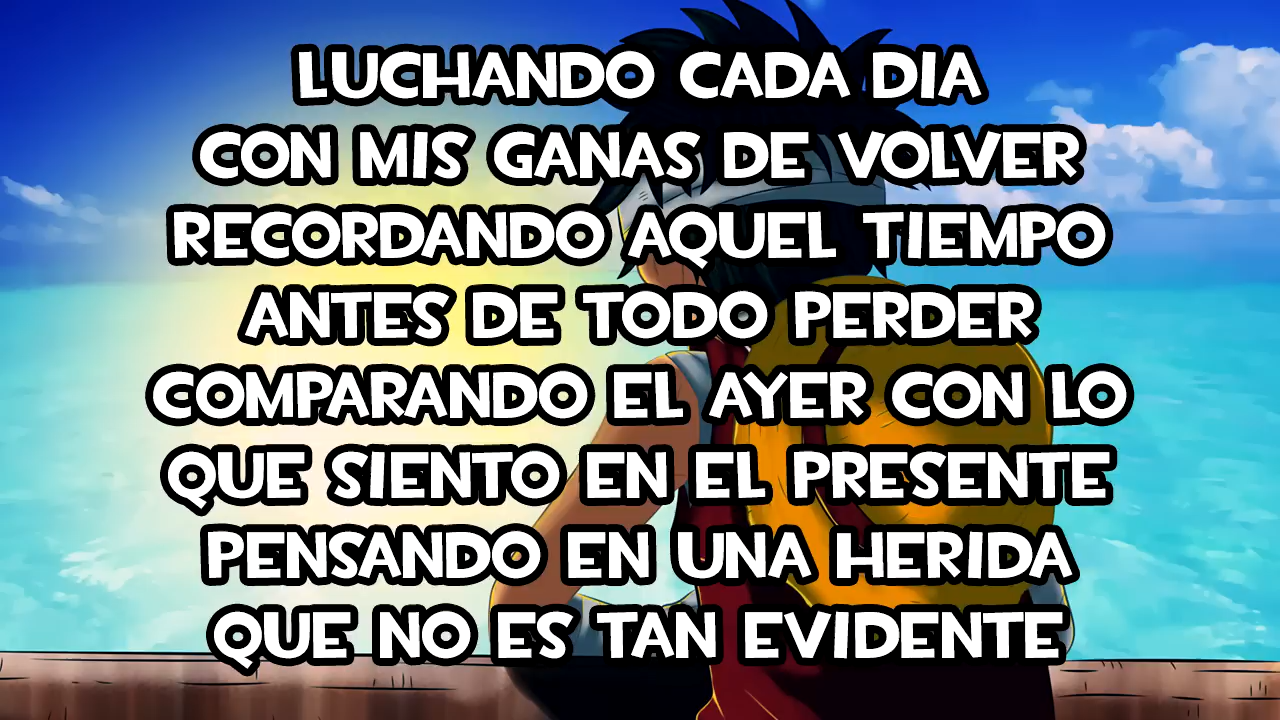 LUCHANDO CADA DIA
CON MIS GANAS DE VOLVER
RECORDANDO AQUEL TIEMPO
ANTES DE TODO PERDER
COMPARANDO EL AYER CON LO
QUE SIENTO EN EL PRESENTE
PENSANDO EN UNA HERIDA
QUE NO ES TAN EVIDENTE